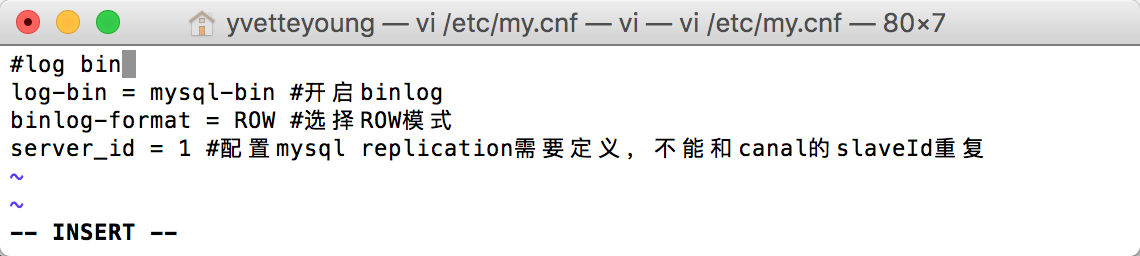 yvetteyoung — vi /etc/my.cnf — vi — vi /etc/my.cnf — 80×7
#log bin
log-bin = mysql-bin #开启binlog
binlog-format = ROW #选择ROW模式
server_id = 1 #配置mysql replication需要定义，不能和canal的slaveId重复
~
~
-- INSERT --